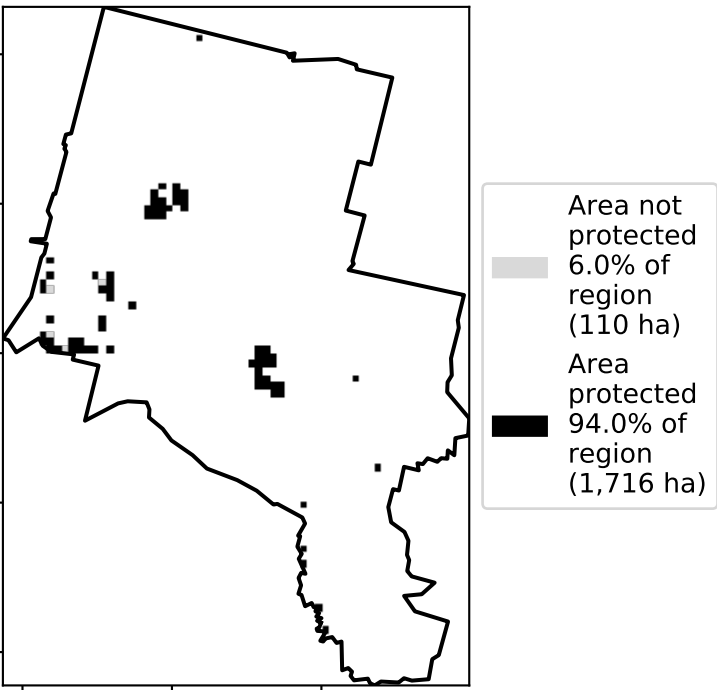 Area not
protected
6.0% of
region
(110 ha)
Area
protected
94.0% of
region
(1,716 ha)